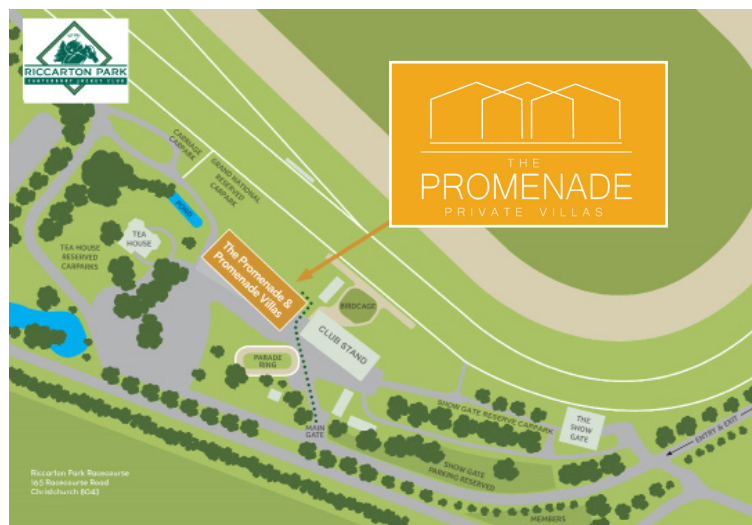 RICCARTON PARK
CANTERBURY JOCKEY CLUB
THE
PROMENADE
PRIVATE VILLAS
CARRIAGE
CARPARK
GRAND NATIONAL
RESERVED
CARPARK
POND
TEA
HOUSE
TEA HOUSE
RESERVED
CARPARKS
The Promenade &
Promenade Villas
BIRDCAGE
CLUB STAND
PARADE
RING
MAIN
GATE
SHOW GATE RESERVE CARPARK
THE
SHOW
GATE
ENTRY & EXIT
SHOW GATE
PARKING RESERVED
MEMBERS
Riccarton Park Racecourse
165 Racecourse Road
Christchurch 8042